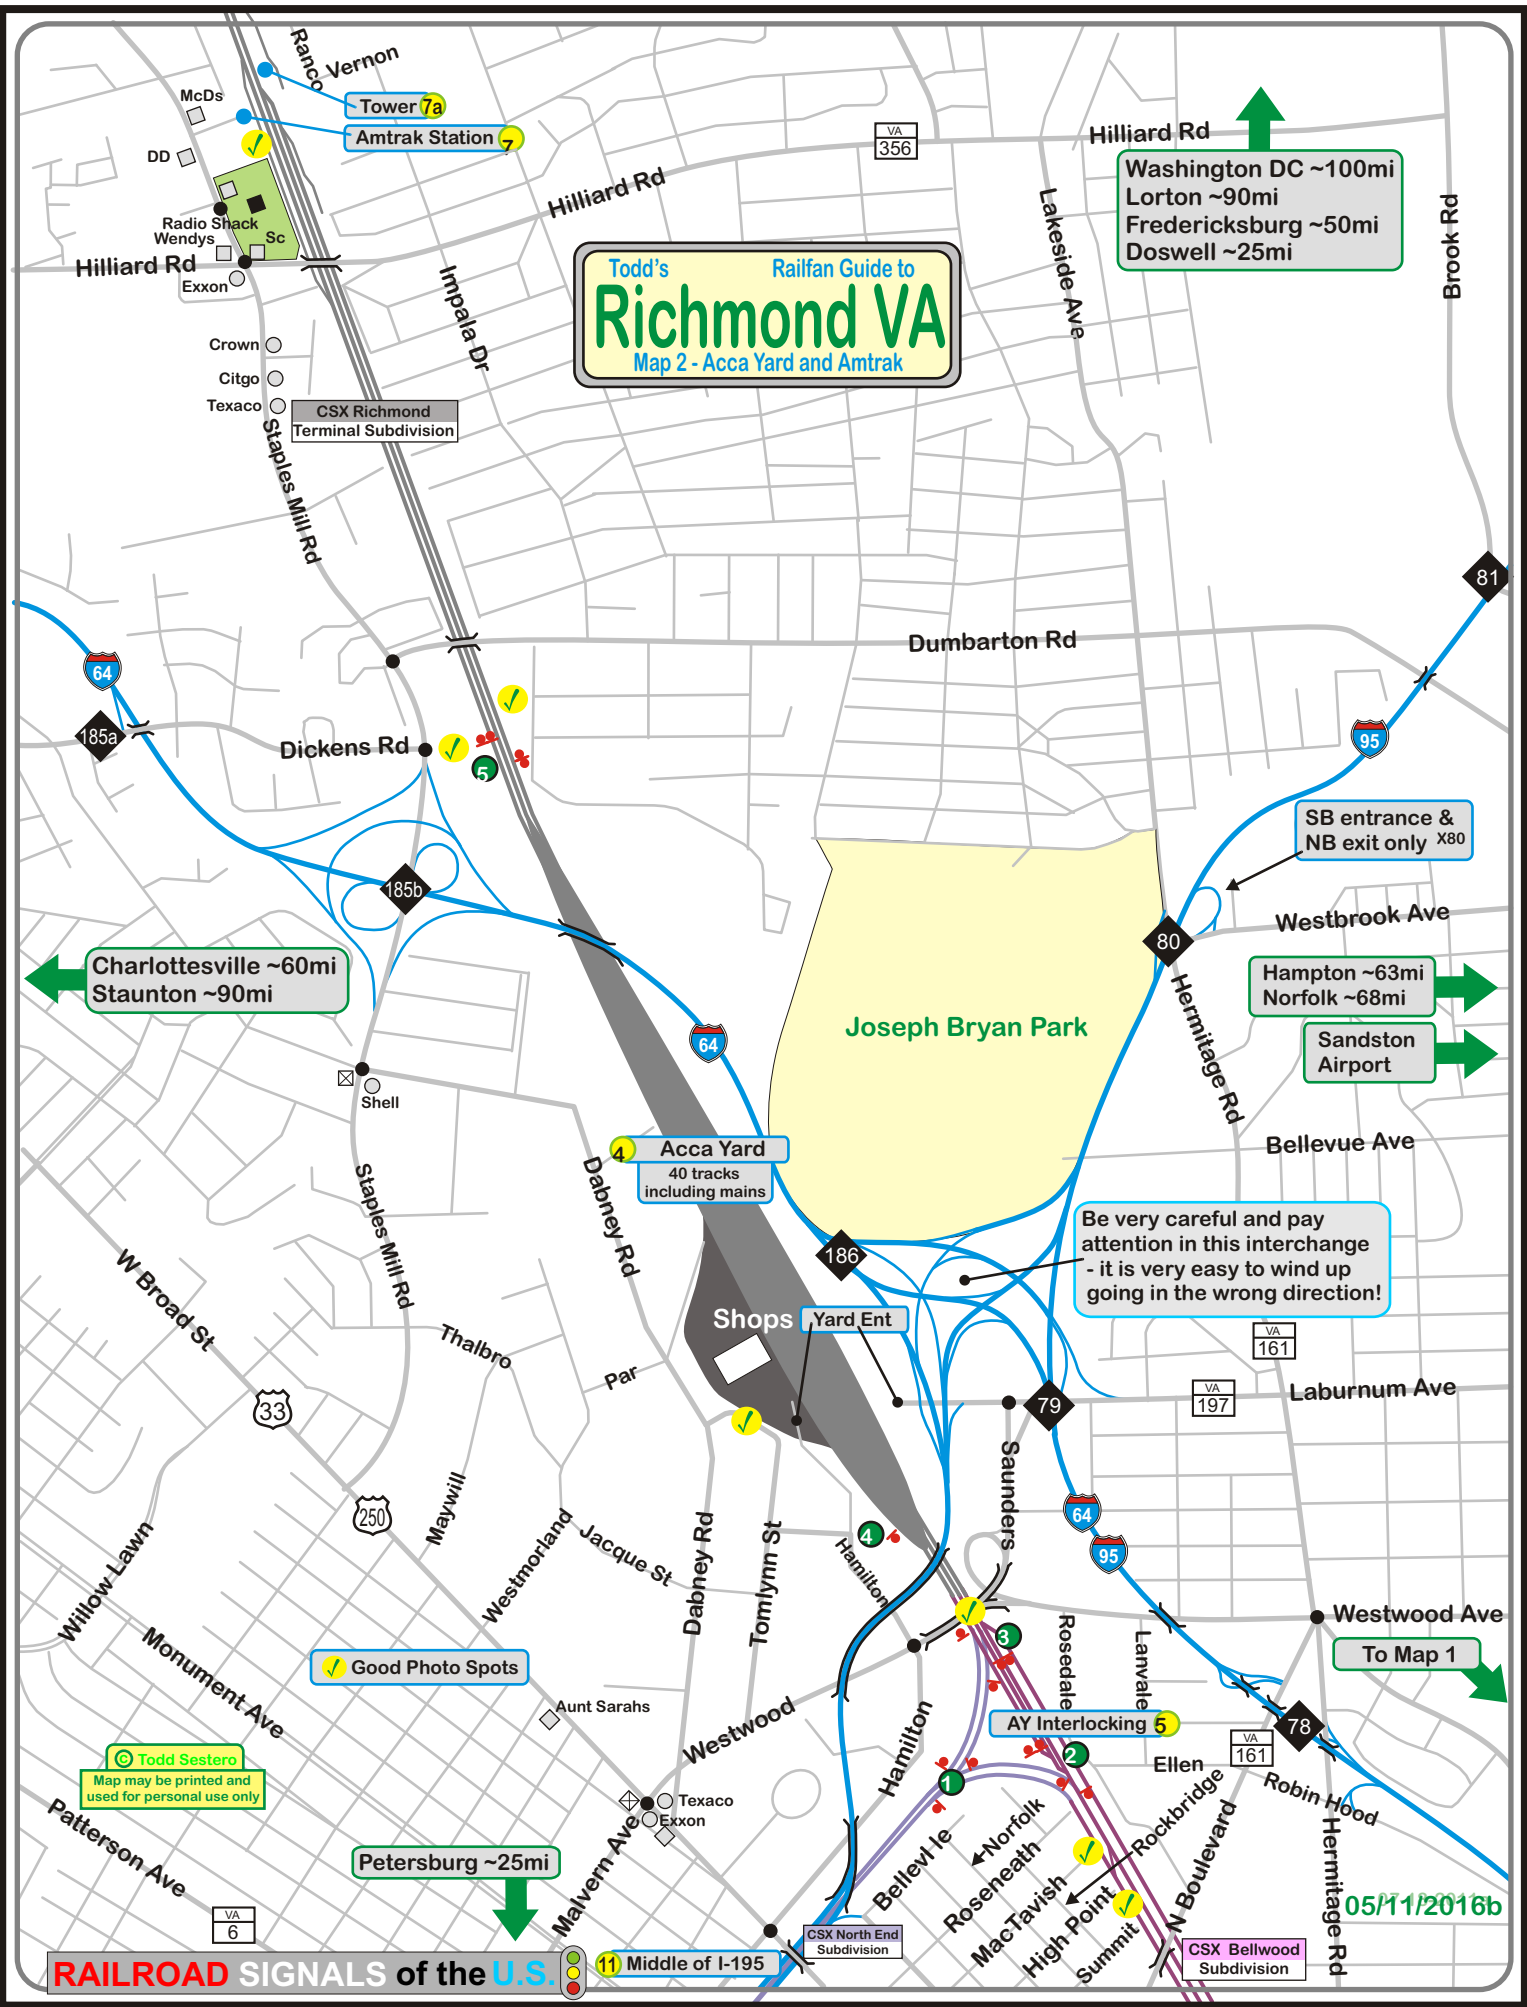 Ranco
Vernon
McDs
Tower 7a
Amtrak Station 7
DD
VA
356
Hilliard Rd
Washington DC ~100mi
Lorton ~90mi
Fredericksburg ~50mi
Doswell ~25mi
Hilliard Rd
Lakeside Ave
Brook Rd
Radio Shack
Wendys
Sc
Hilliard Rd
Exxon
Impala Dr
Todd's Railfan Guide to
Richmond VA
Map 2 - Acca Yard and Amtrak
Crown
Citgo
Texaco
CSX Richmond
Terminal Subdivision
Staples Mill Rd
81
Dumbarton Rd
64
185a
Dickens Rd
5
95
SB entrance &
NB exit only X80
185b
80
Westbrook Ave
Charlottesville ~60mi
Staunton ~90mi
Hampton ~63mi
Norfolk ~68mi
Sandston
Airport
Hermitage Rd
Joseph Bryan Park
64
Shell
4 Acca Yard
40 tracks
including mains
Bellevue Ave
Staples Mill Rd
Dabney Rd
Be very careful and pay
attention in this interchange
- it is very easy to wind up
going in the wrong direction!
186
W Broad St
Shops
Yard Ent
Thalbro
Par
VA
161
Laburnum Ave
VA
197
79
33
250
Saunders
Maywill
Westmorland
Jacque St
Dabney Rd
Tomlynn St
4
Hamilton
64
95
Willow Lawn
Westwood Ave
3
Rosedale
Lanvale
To Map 1
Monument Ave
Good Photo Spots
Aunt Sarahs
Westwood
Hamilton
AY Interlocking 5
78
VA
161
2
Ellen
1
Rockbridge
Robin Hood
© Todd Sestero
Map may be printed and
used for personal use only
Texaco
Exxon
Patterson Ave
Petersburg ~25mi
Malvern Ave
Bellevl le
Norfolk
Roseneath
MacTavish
High Point
Summit
N Boulevard
Hermitage Rd
05/11/2016b
VA
6
CSX North End
Subdivision
CSX Bellwood
Subdivision
11 Middle of I-195
RAILROAD SIGNALS of the U.S.